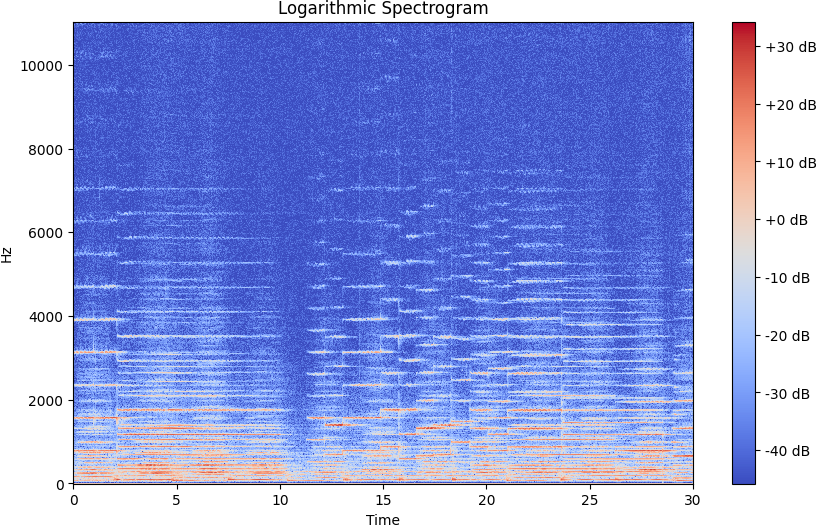 Logarithmic Spectrogram
10000
8000
6000
4000
2000
0
Hz
0 5 10 15 20 25 30
Time
+30 dB
+20 dB
+10 dB
+0 dB
-10 dB
-20 dB
-30 dB
-40 dB